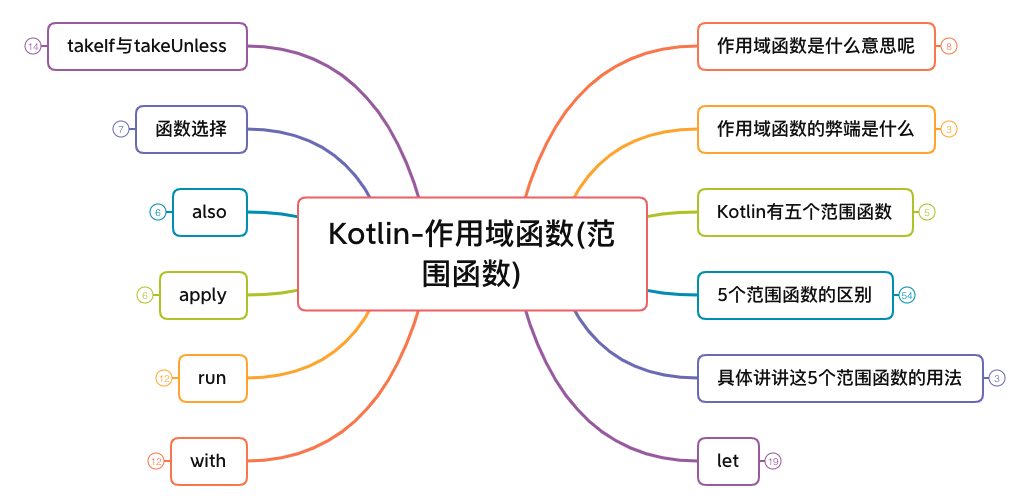 Kotlin-作用域函数(范
围函数)
作用域函数是什么意思呢
8
作用域函数的弊端是什么
3
Kotlin有五个范围函数
5
5个范围函数的区别
54
具体讲讲这5个范围函数的用法
3
let
19
takeIf与takeUnless
14
函数选择
7
also
6
apply
6
run
12
with
12